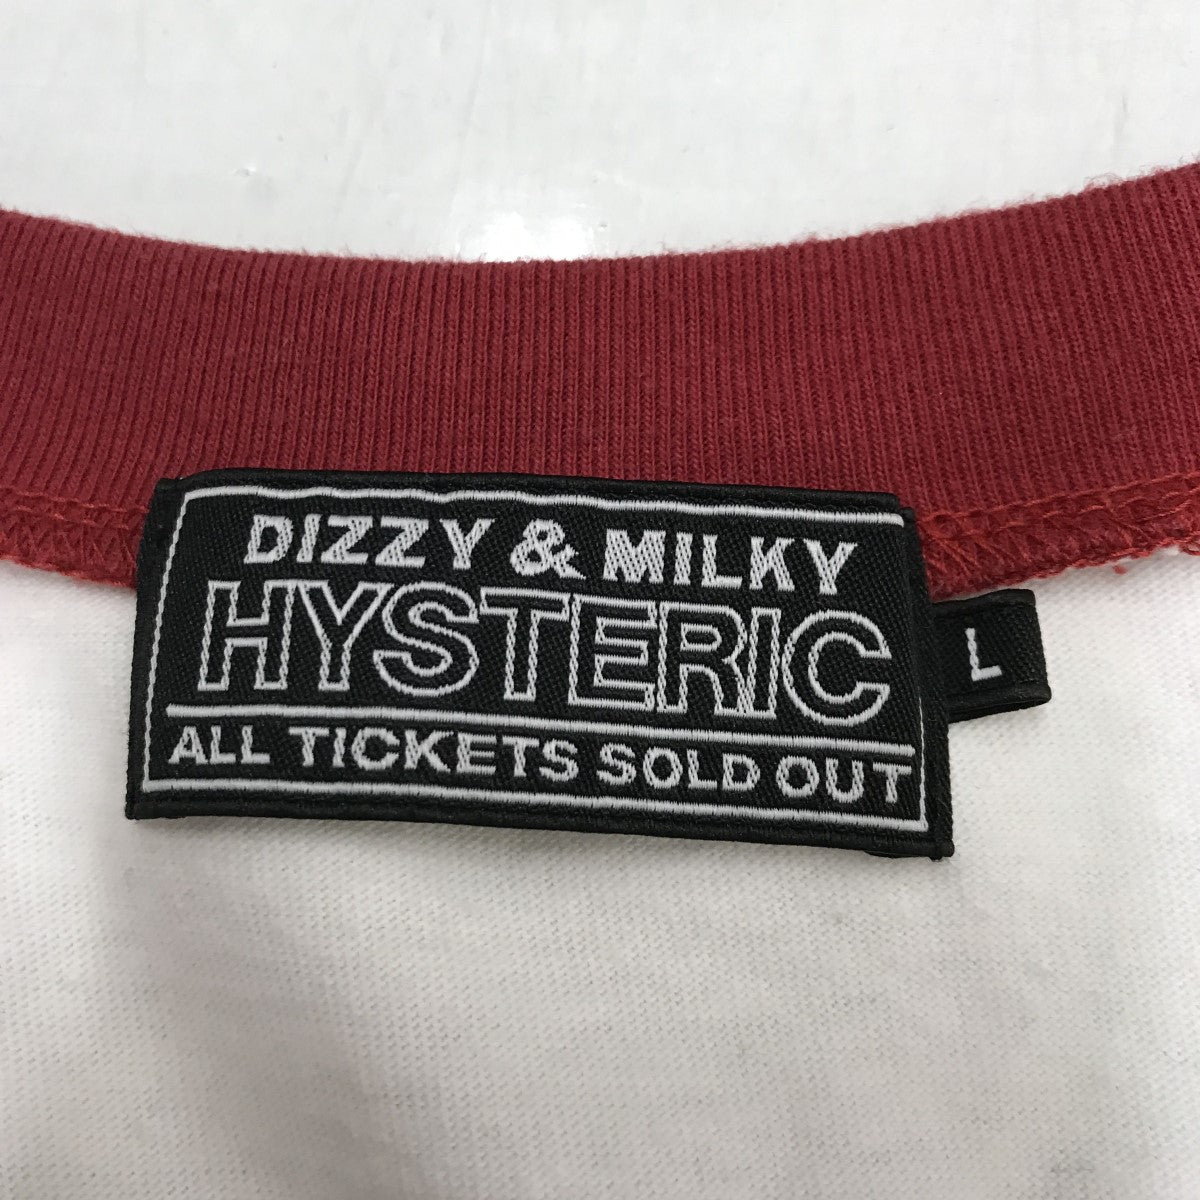 DIZZY & MILKY
HYSTERIC
L
ALL TICKETS SOLD OUT